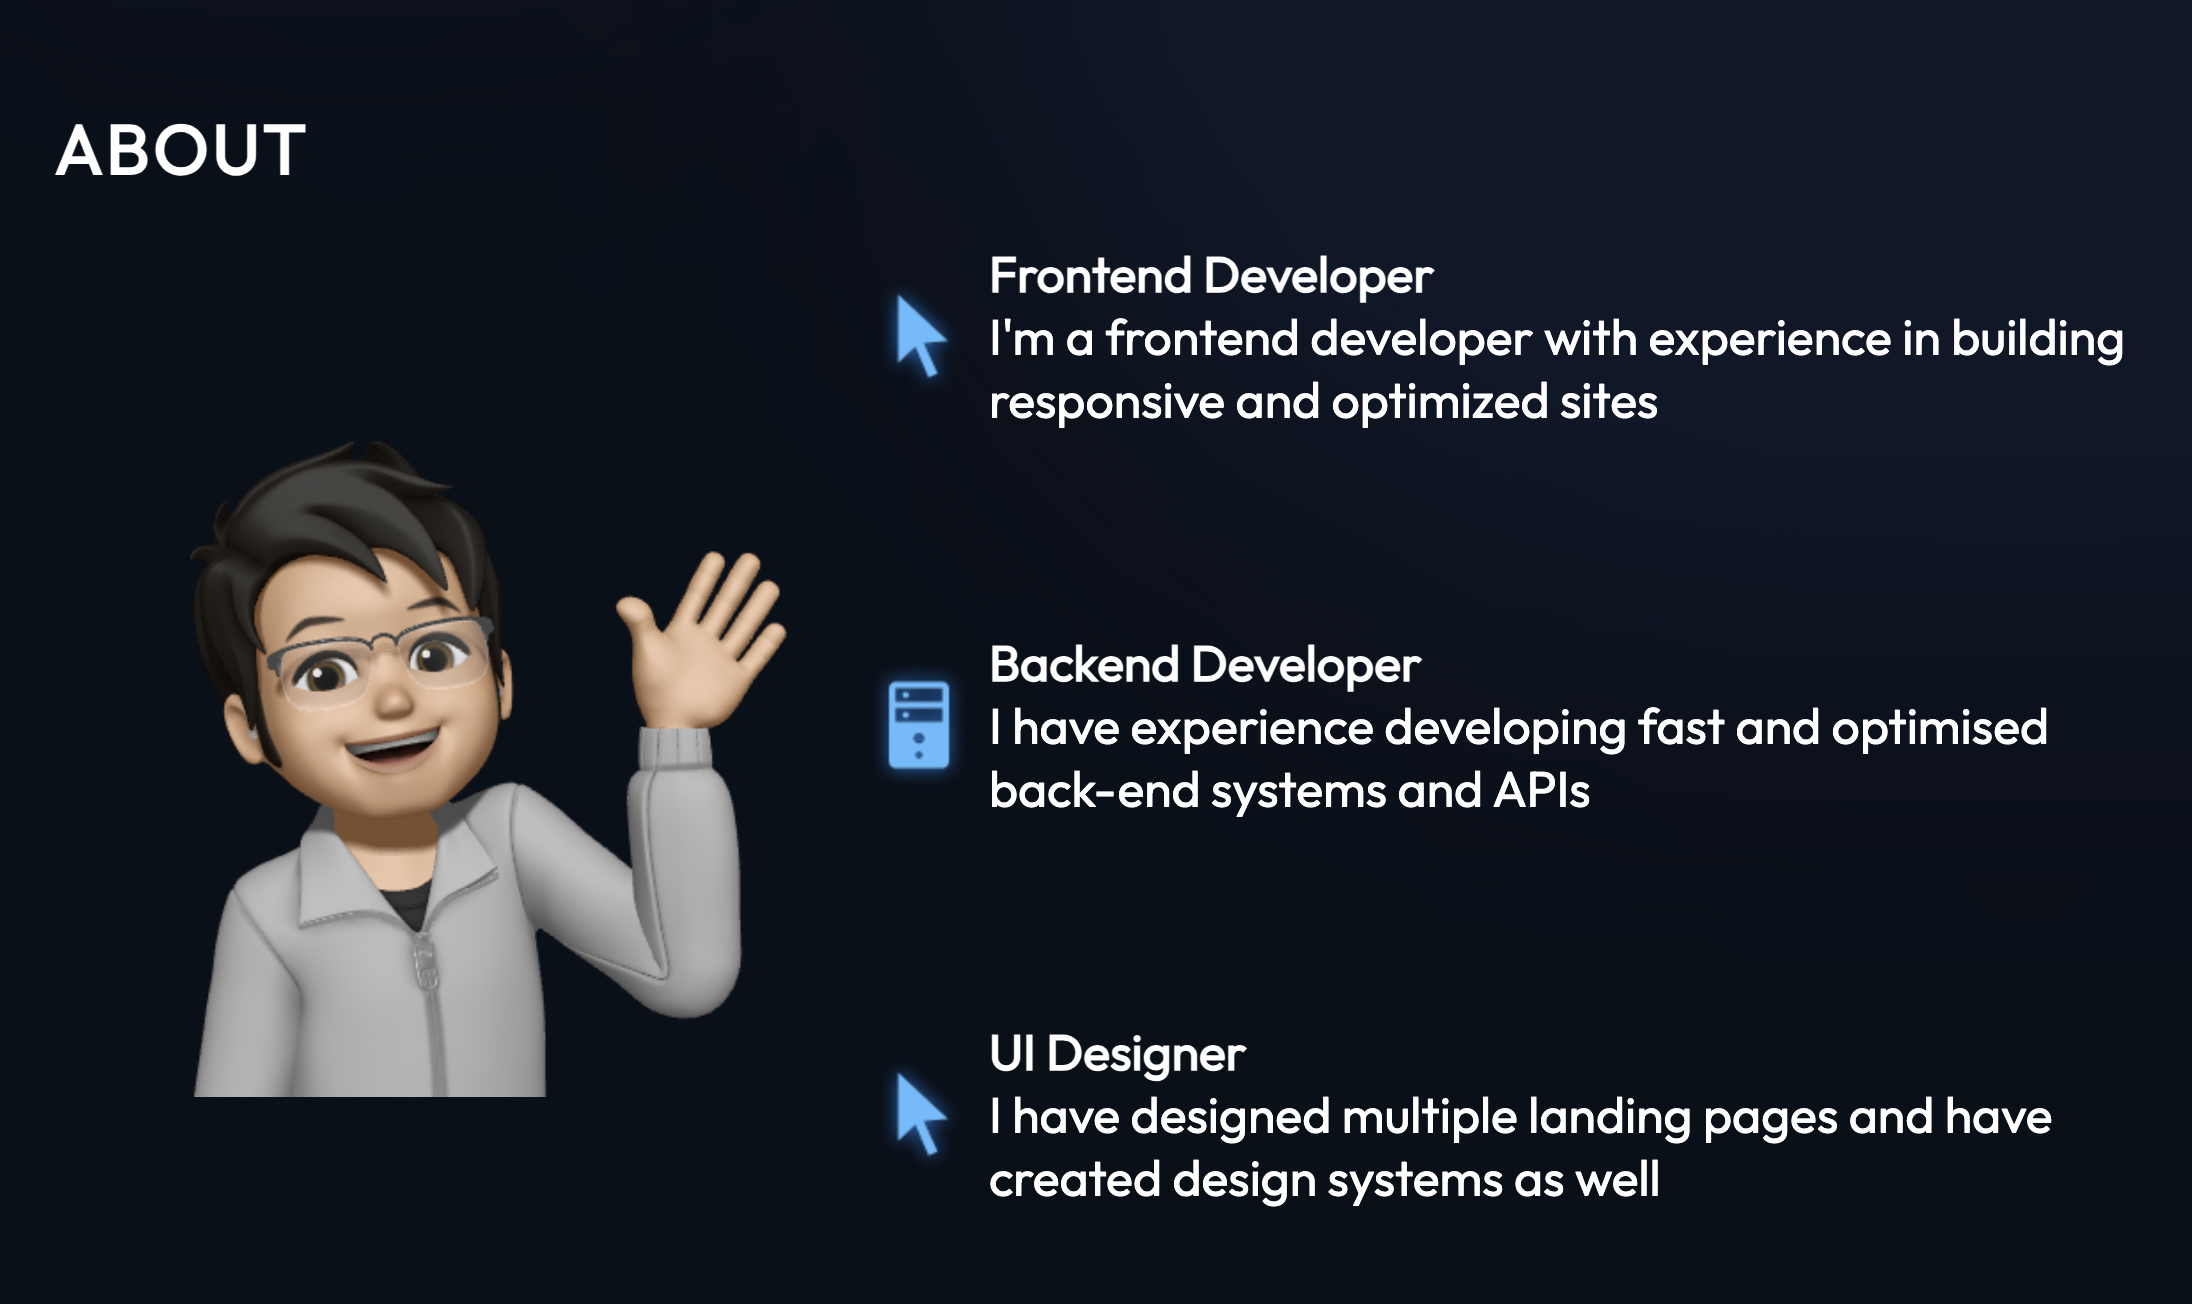 ABOUT
Frontend Developer
I'm a frontend developer with experience in building
responsive and optimized sites
Backend Developer
I have experience developing fast and optimised
back-end systems and APIs
UI Designer
I have designed multiple landing pages and have
created design systems as well